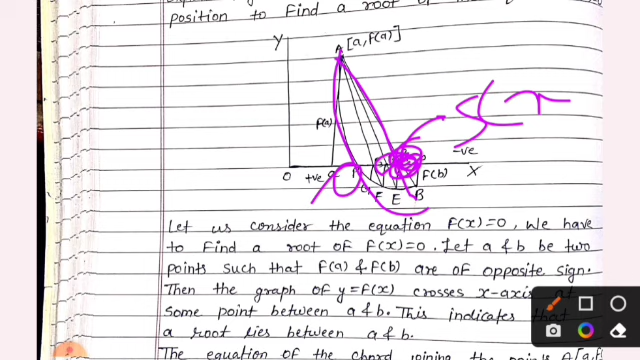 position to find a root of
Y
A [a, F(a)]
F(a)
-ve
O +ve a
X
F E B F(b)
Let us consider the equation F(x)=0, We have
to find a root of F(x)=0. Let a & b be two
points such that F(a) & F(b) are of opposite sign.
Then the graph of y=F(x) crosses x-axis at
some point between a & b. This indicates that
a root lies between a & b.
The equation of the chord joining the points A[a, f